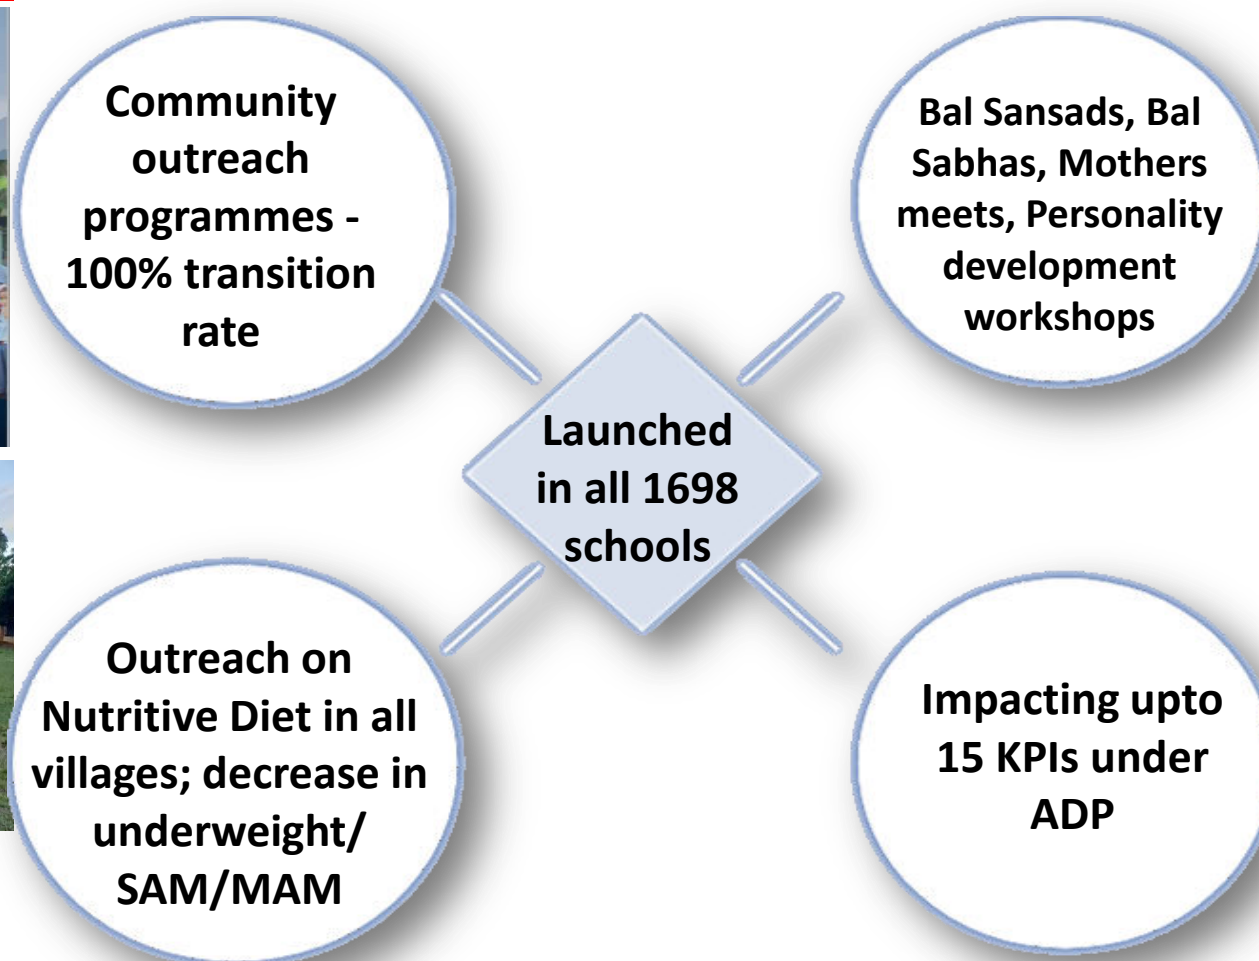 Community
outreach
programmes -
100% transition
rate
Bal Sansads, Bal
Sabhas, Mothers
meets, Personality
development
workshops
Launched
in all 1698
schools
Outreach on
Nutritive Diet in all
villages; decrease in
underweight/
SAM/MAM
Impacting upto
15 KPIs under
ADP